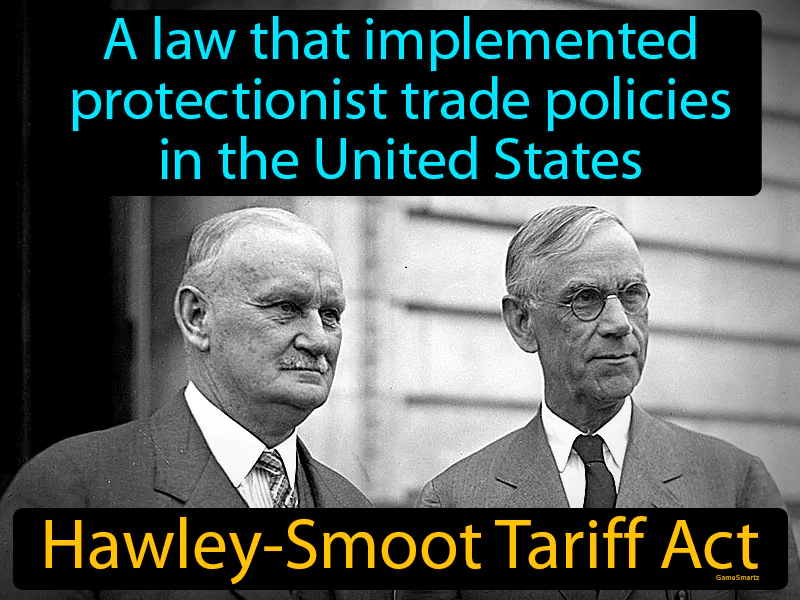 A law that implemented
protectionist trade policies
in the United States
Hawley-Smoot Tariff Act
GameSmartz